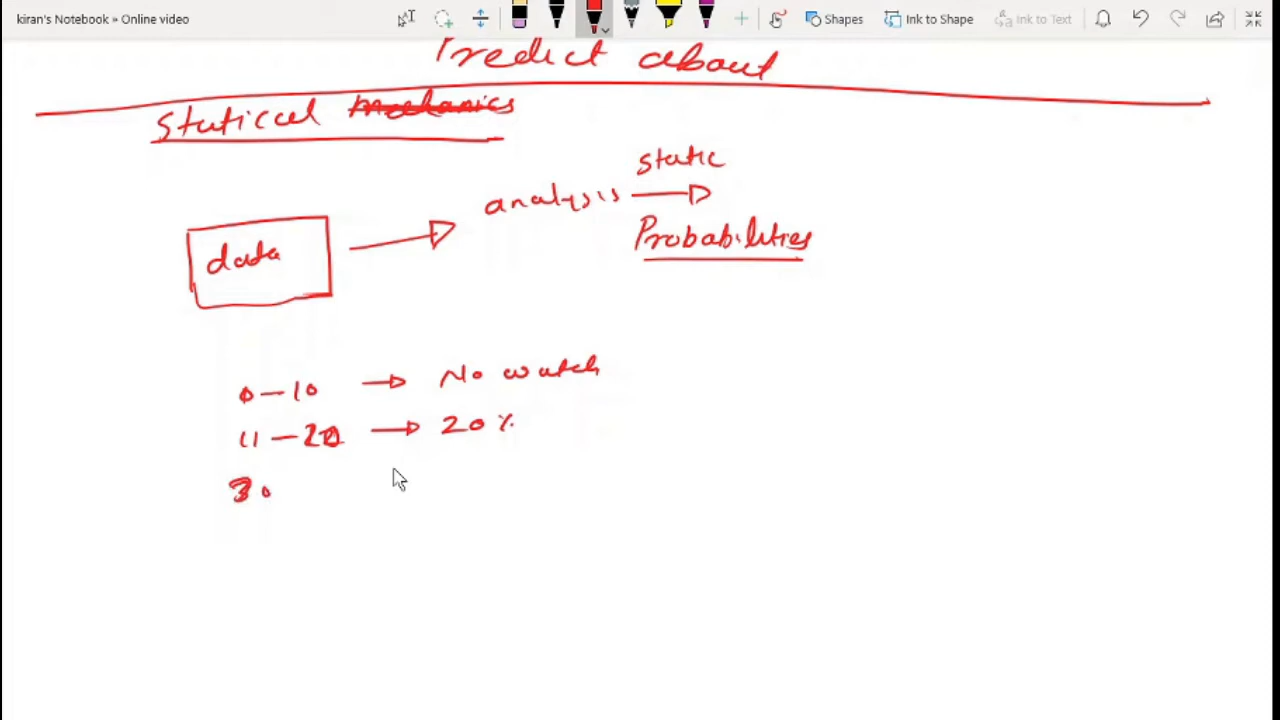 kiran's Notebook » Online video
Shapes
Ink to Shape
Ink to Text
Predict about
Statical mechanics
static
analysis
Probabilities
data
0-10 No watch
11-20 20%
30